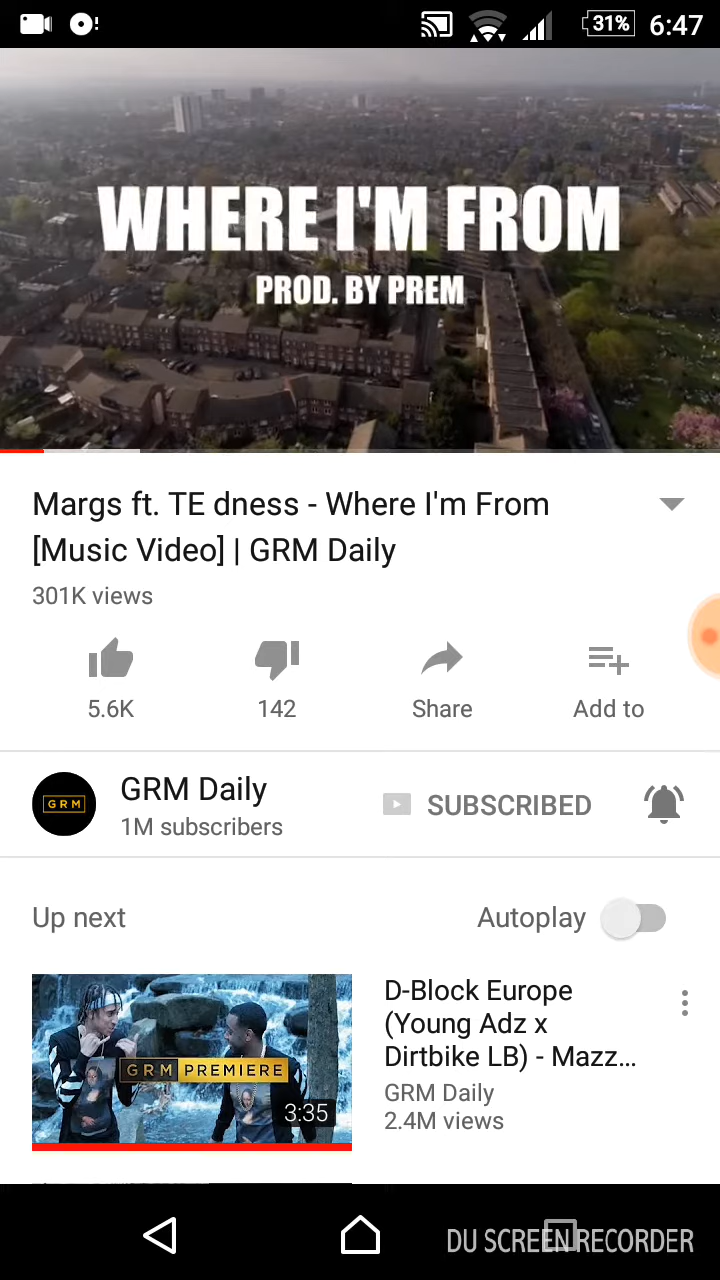 31% 6:47
WHERE I'M FROM
PROD. BY PREM
Margs ft. TE dness - Where I'm From
[Music Video] | GRM Daily
301K views
5.6K 142 Share Add to
GRM
GRM Daily
1M subscribers
SUBSCRIBED
Up next
Autoplay
GRM PREMIERE
3:35
D-Block Europe
(Young Adz x
Dirtbike LB) - Mazz...
GRM Daily
2.4M views
DU SCREEN RECORDER